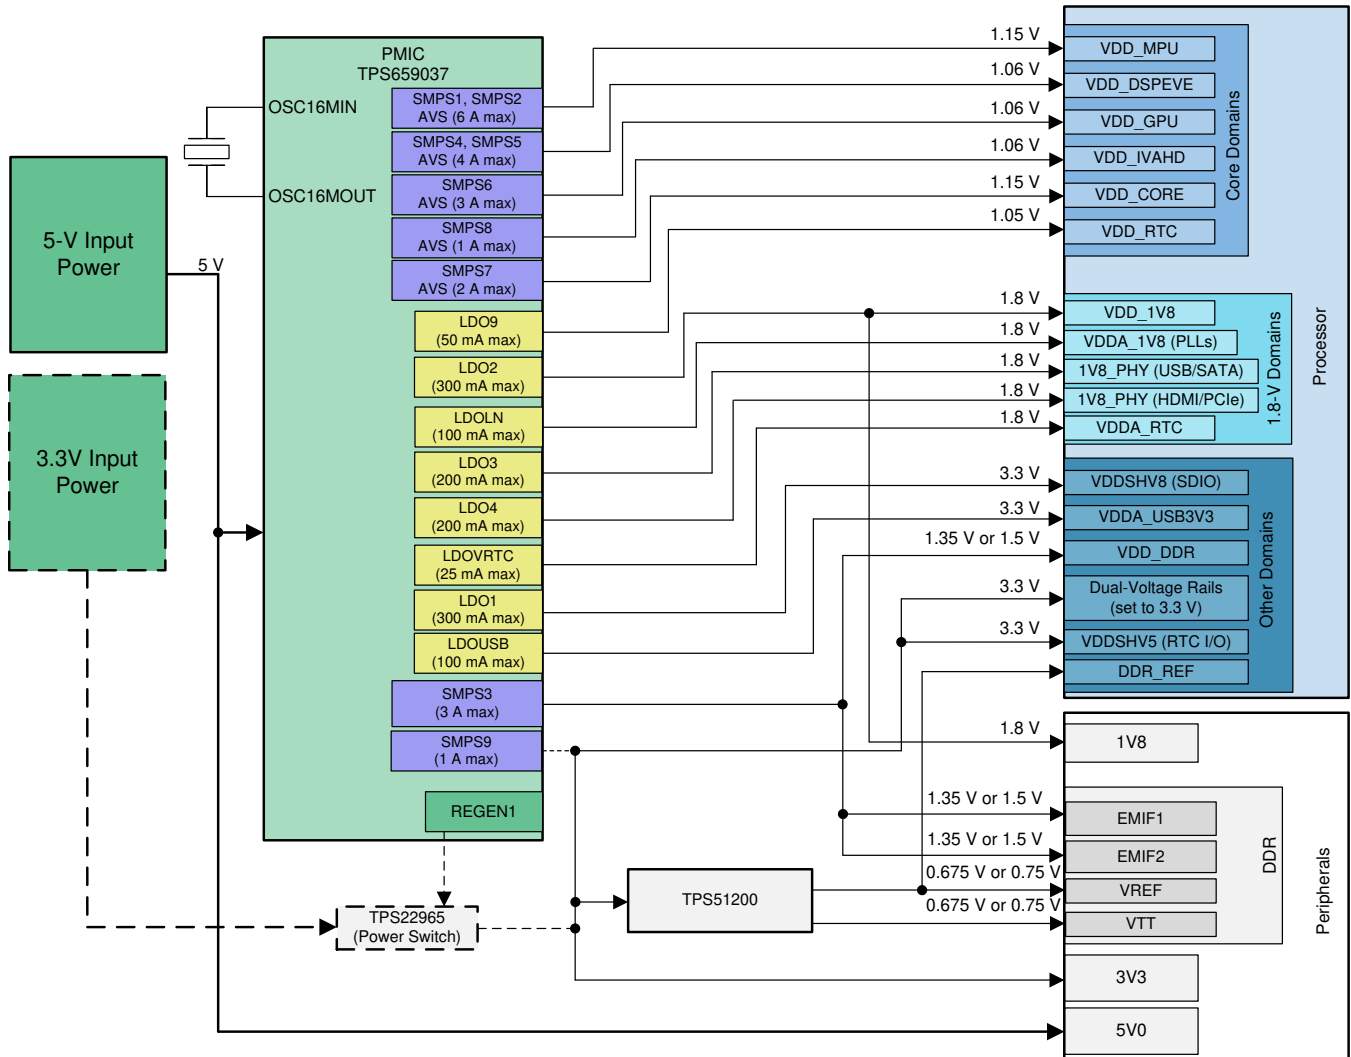 5-V Input
Power
5 V
3.3V Input
Power
PMIC
TPS659037
OSC16MIN
OSC16MOUT
SMPS1, SMPS2
AVS (6 A max)
SMPS4, SMPS5
AVS (4 A max)
SMPS6
AVS (3 A max)
SMPS8
AVS (1 A max)
SMPS7
AVS (2 A max)
LDO9
(50 mA max)
LDO2
(300 mA max)
LDOLN
(100 mA max)
LDO3
(200 mA max)
LDO4
(200 mA max)
LDOVRTC
(25 mA max)
LDO1
(300 mA max)
LDOUSB
(100 mA max)
SMPS3
(3 A max)
SMPS9
(1 A max)
REGEN1
TPS22965
(Power Switch)
TPS51200
1.15 V
VDD_MPU
1.06 V
VDD_DSPEVE
1.06 V
VDD_GPU
1.06 V
VDD_IVAHD
1.15 V
VDD_CORE
1.05 V
VDD_RTC
Core Domains
1.8 V
VDD_1V8
1.8 V
VDDA_1V8 (PLLs)
1.8 V
1V8_PHY (USB/SATA)
1.8 V
1V8_PHY (HDMI/PCIe)
1.8 V
VDDA_RTC
1.8-V Domains
3.3 V
VDDSHV8 (SDIO)
3.3 V
VDDA_USB3V3
1.35 V or 1.5 V
VDD_DDR
3.3 V
Dual-Voltage Rails
(set to 3.3 V)
3.3 V
VDDSHV5 (RTC I/O)
DDR_REF
Other Domains
Processor
1.8 V
1V8
1.35 V or 1.5 V
EMIF1
1.35 V or 1.5 V
EMIF2
0.675 V or 0.75 V
VREF
0.675 V or 0.75 V
VTT
DDR
3V3
5V0
Peripherals